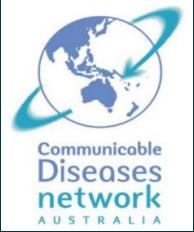 Communicable
Diseases
network
AUSTRALIA